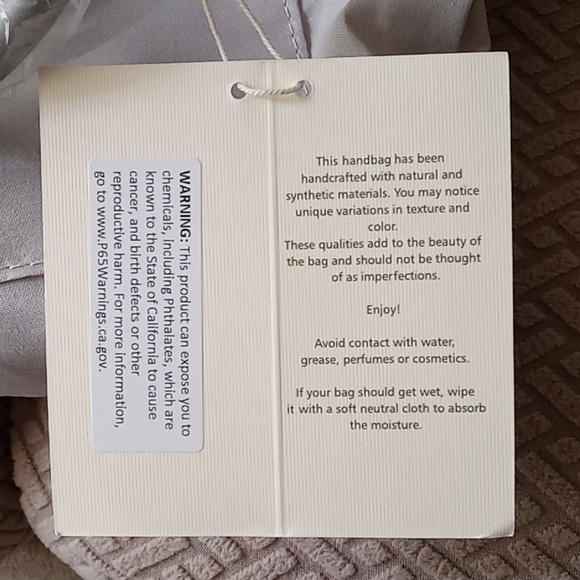 WARNING: This product can expose you to
chemicals, including Phthalates, which are
known to the State of California to cause
cancer, and birth defects or other
reproductive harm. For more information,
go to www.P65Warnings.ca.gov.
This handbag has been
handcrafted with natural and
synthetic materials. You may notice
unique variations in texture and
color.
These qualities add to the beauty of
the bag and should not be thought
of as imperfections.
Enjoy!
Avoid contact with water,
grease, perfumes or cosmetics.
If your bag should get wet, wipe
it with a soft neutral cloth to absorb
the moisture.